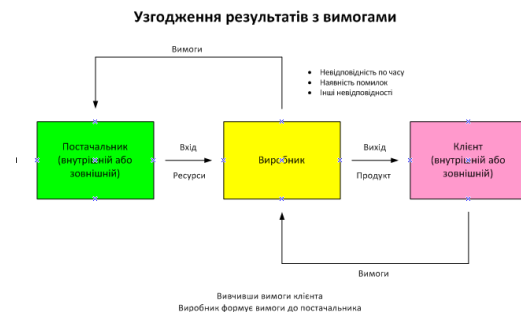 Узгодження результатів з вимогами
Вимоги
Невідповідність по часу
Наявність помилок
Інші невідповідності
Постачальник
(внутрішній або
зовнішній)
Вхід
Ресурси
Виробник
Вихід
Продукт
Клієнт
(внутрішній або
зовнішній)
Вимоги
Вивчивши вимоги клієнта
Виробник формує вимоги до постачальника